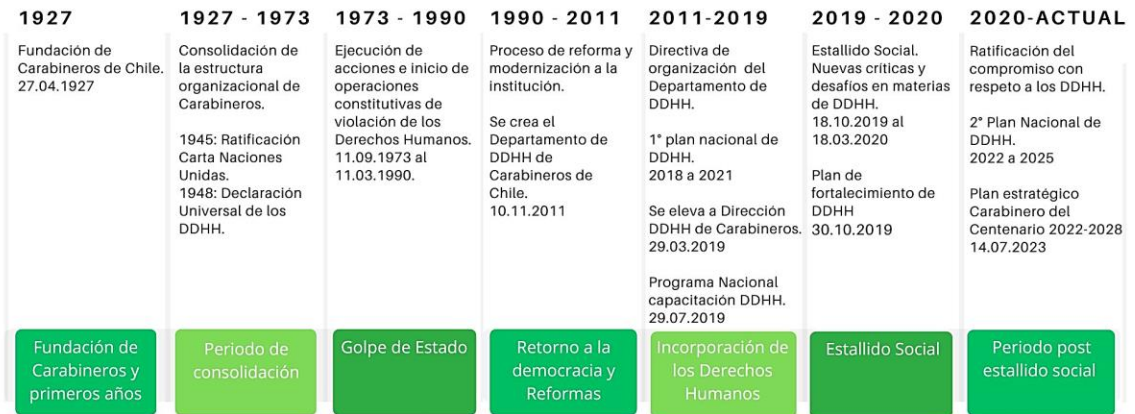 1927
Fundación de
Carabineros de Chile.
27.04.1927
Fundación de
Carabineros y
primeros años
1927 - 1973
Consolidación de
la estructura
organizacional de
Carabineros.
1945: Ratificación
Carta Naciones
Unidas.
1948: Declaración
Universal de los
DDHH.
Periodo de
consolidación
1973 - 1990
Ejecución de
acciones e inicio de
operaciones
constitutivas de
violación de los
Derechos Humanos.
11.09.1973 al
11.03.1990.
Golpe de Estado
1990 - 2011
Proceso de reforma y
modernización a la
institución.
Se crea el
Departamento de
DDHH de
Carabineros de
Chile.
10.11.2011
Retorno a la
democracia y
Reformas
2011-2019
Directiva de
organización del
Departamento de
DDHH.
1° plan nacional de
DDHH.
2018 a 2021
Se eleva a Dirección
DDHH de Carabineros.
29.03.2019
Programa Nacional
capacitación DDHH.
29.07.2019
Incorporación de
los Derechos
Humanos
2019 - 2020
Estallido Social.
Nuevas críticas y
desafíos en materias
de DDHH.
18.10.2019 al
18.03.2020
Plan de
fortalecimiento de
DDHH
30.10.2019
Estallido Social
2020-ACTUAL
Ratificación del
compromiso con
respeto a los DDHH.
2° Plan Nacional de
DDHH.
2022 a 2025
Plan estratégico
Carabinero del
Centenario 2022-2028
14.07.2023
Periodo post
estallido social